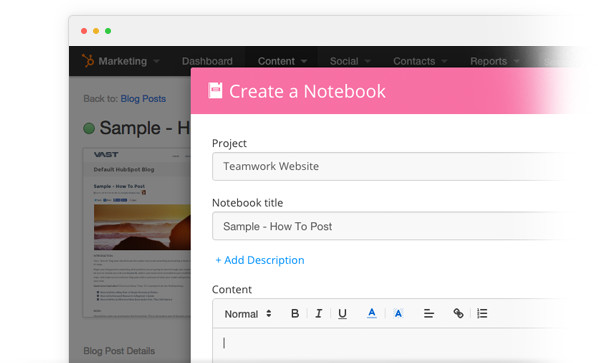 Marketing Dashboard Content Social Contacts Reports
Create a Notebook
Back to: Blog Posts
Project
Sample - H
Teamwork Website
VAST
Default HubSpot Blog
Notebook title
Sample - How To Post
Sample - How To Post
+ Add Description
Content
Normal B I U A A
Blog Post Details